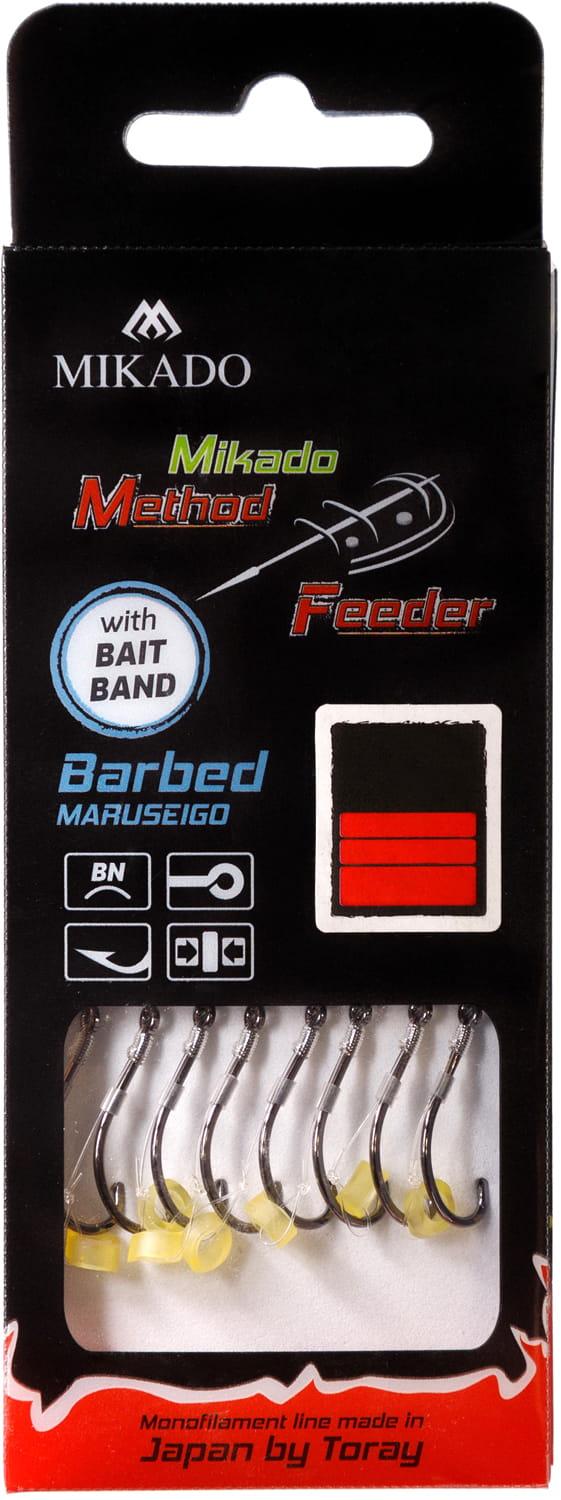 MIKADO
Mikado
Method
Feeder
with
BAIT
BAND
Barbed
MARUSEIGO
BN
Monofilament line made in
Japan by Toray